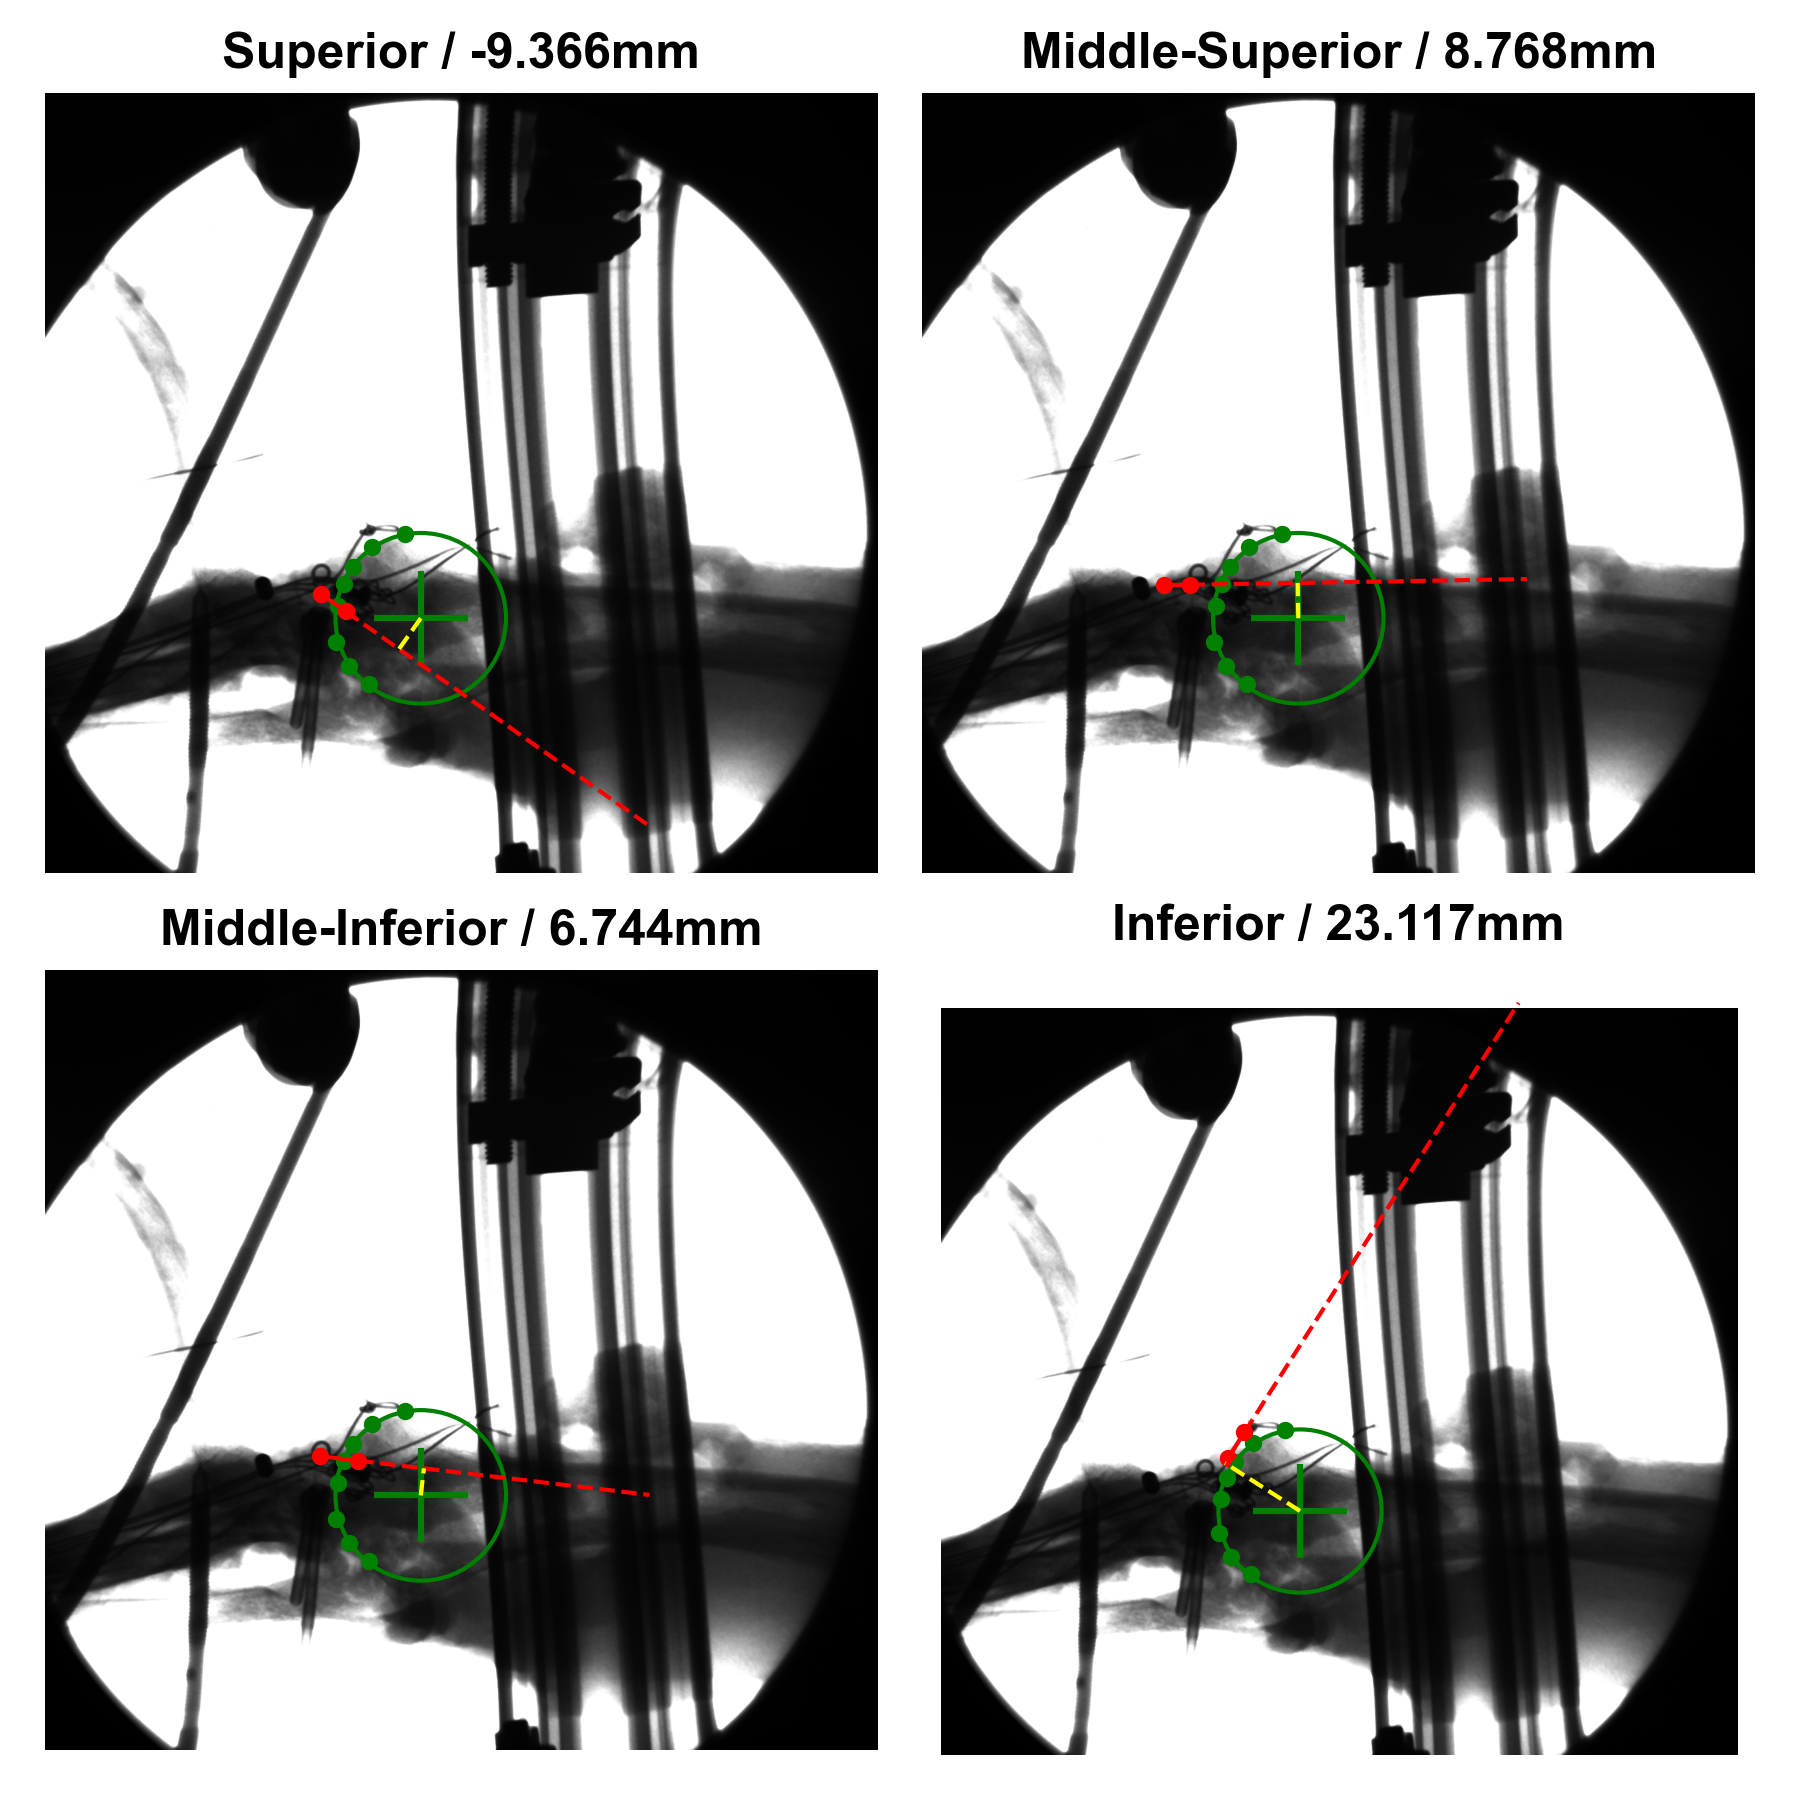 Superior / -9.366mm
Middle-Superior / 8.768mm
Middle-Inferior / 6.744mm
Inferior / 23.117mm